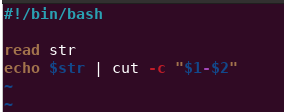 #!/bin/bash
read str
echo $str | cut -c "$1-$2"
~
~